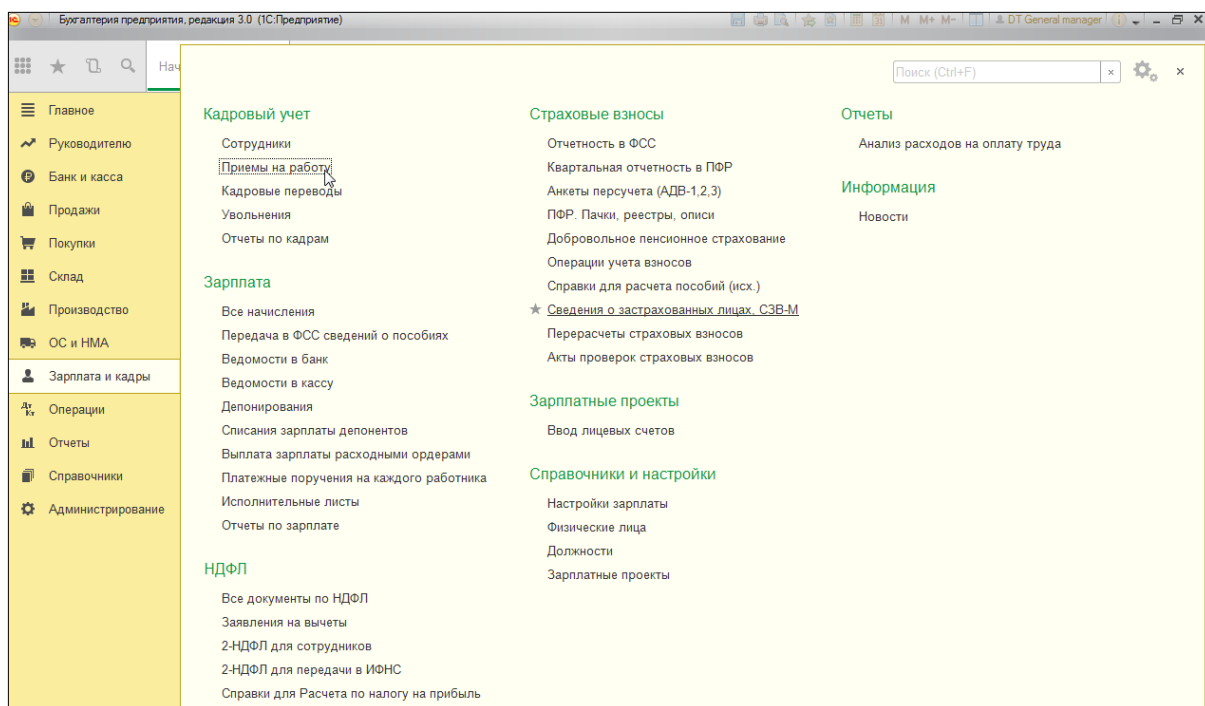 Бухгалтерия предприятия, редакция 3.0 (1С:Предприятие)
M M+ M- DT General manager
Нач
Поиск (Ctrl+F)
Главное
Руководителю
Банк и касса
Продажи
Покупки
Склад
Производство
ОС и НМА
Зарплата и кадры
Операции
Отчеты
Справочники
Администрирование
Кадровый учет
Сотрудники
Приемы на работу
Кадровые переводы
Увольнения
Отчеты по кадрам
Зарплата
Все начисления
Передача в ФСС сведений о пособиях
Ведомости в банк
Ведомости в кассу
Депонирования
Списания зарплаты депонентов
Выплата зарплаты расходными ордерами
Платежные поручения на каждого работника
Исполнительные листы
Отчеты по зарплате
НДФЛ
Все документы по НДФЛ
Заявления на вычеты
2-НДФЛ для сотрудников
2-НДФЛ для передачи в ИФНС
Справки для Расчета по налогу на прибыль
Страховые взносы
Отчетность в ФСС
Квартальная отчетность в ПФР
Анкеты персучета (АДВ-1,2,3)
ПФР. Пачки, реестры, описи
Добровольное пенсионное страхование
Операции учета взносов
Справки для расчета пособий (исх.)
Сведения о застрахованных лицах, СЗВ-М
Перерасчеты страховых взносов
Акты проверок страховых взносов
Зарплатные проекты
Ввод лицевых счетов
Справочники и настройки
Настройки зарплаты
Физические лица
Должности
Зарплатные проекты
Отчеты
Анализ расходов на оплату труда
Информация
Новости